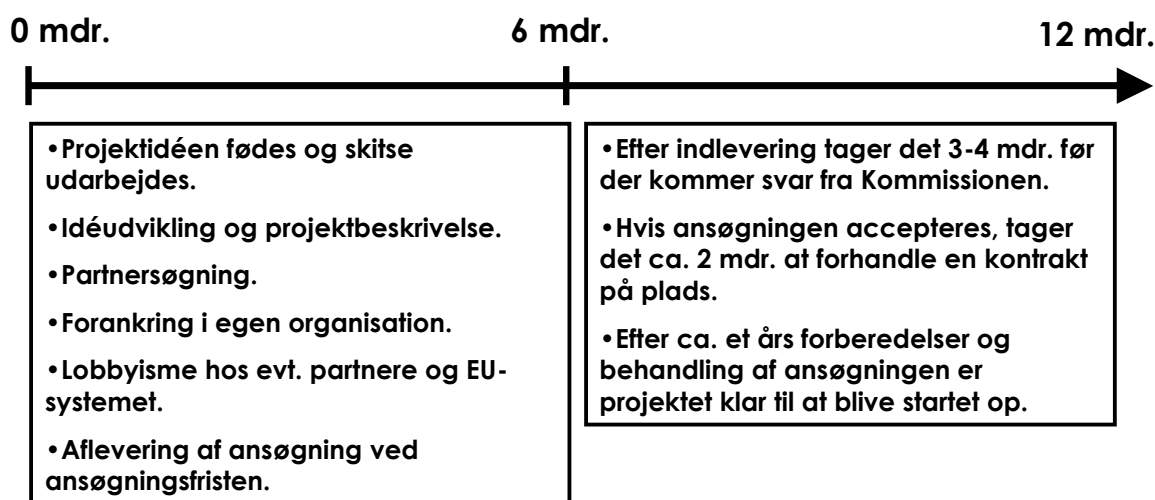 0 mdr.
6 mdr.
12 mdr.
•Projektidéen fødes og skitse
udarbejdes.
•Idéudvikling og projektbeskrivelse.
•Partnersøgning.
•Forankring i egen organisation.
•Lobbyisme hos evt. partnere og EU-
systemet.
•Aflevering af ansøgning ved
ansøgningsfristen.
•Efter indlevering tager det 3-4 mdr. før
der kommer svar fra Kommissionen.
•Hvis ansøgningen accepteres, tager
det ca. 2 mdr. at forhandle en kontrakt
på plads.
•Efter ca. et års forberedelser og
behandling af ansøgningen er
projektet klar til at blive startet op.